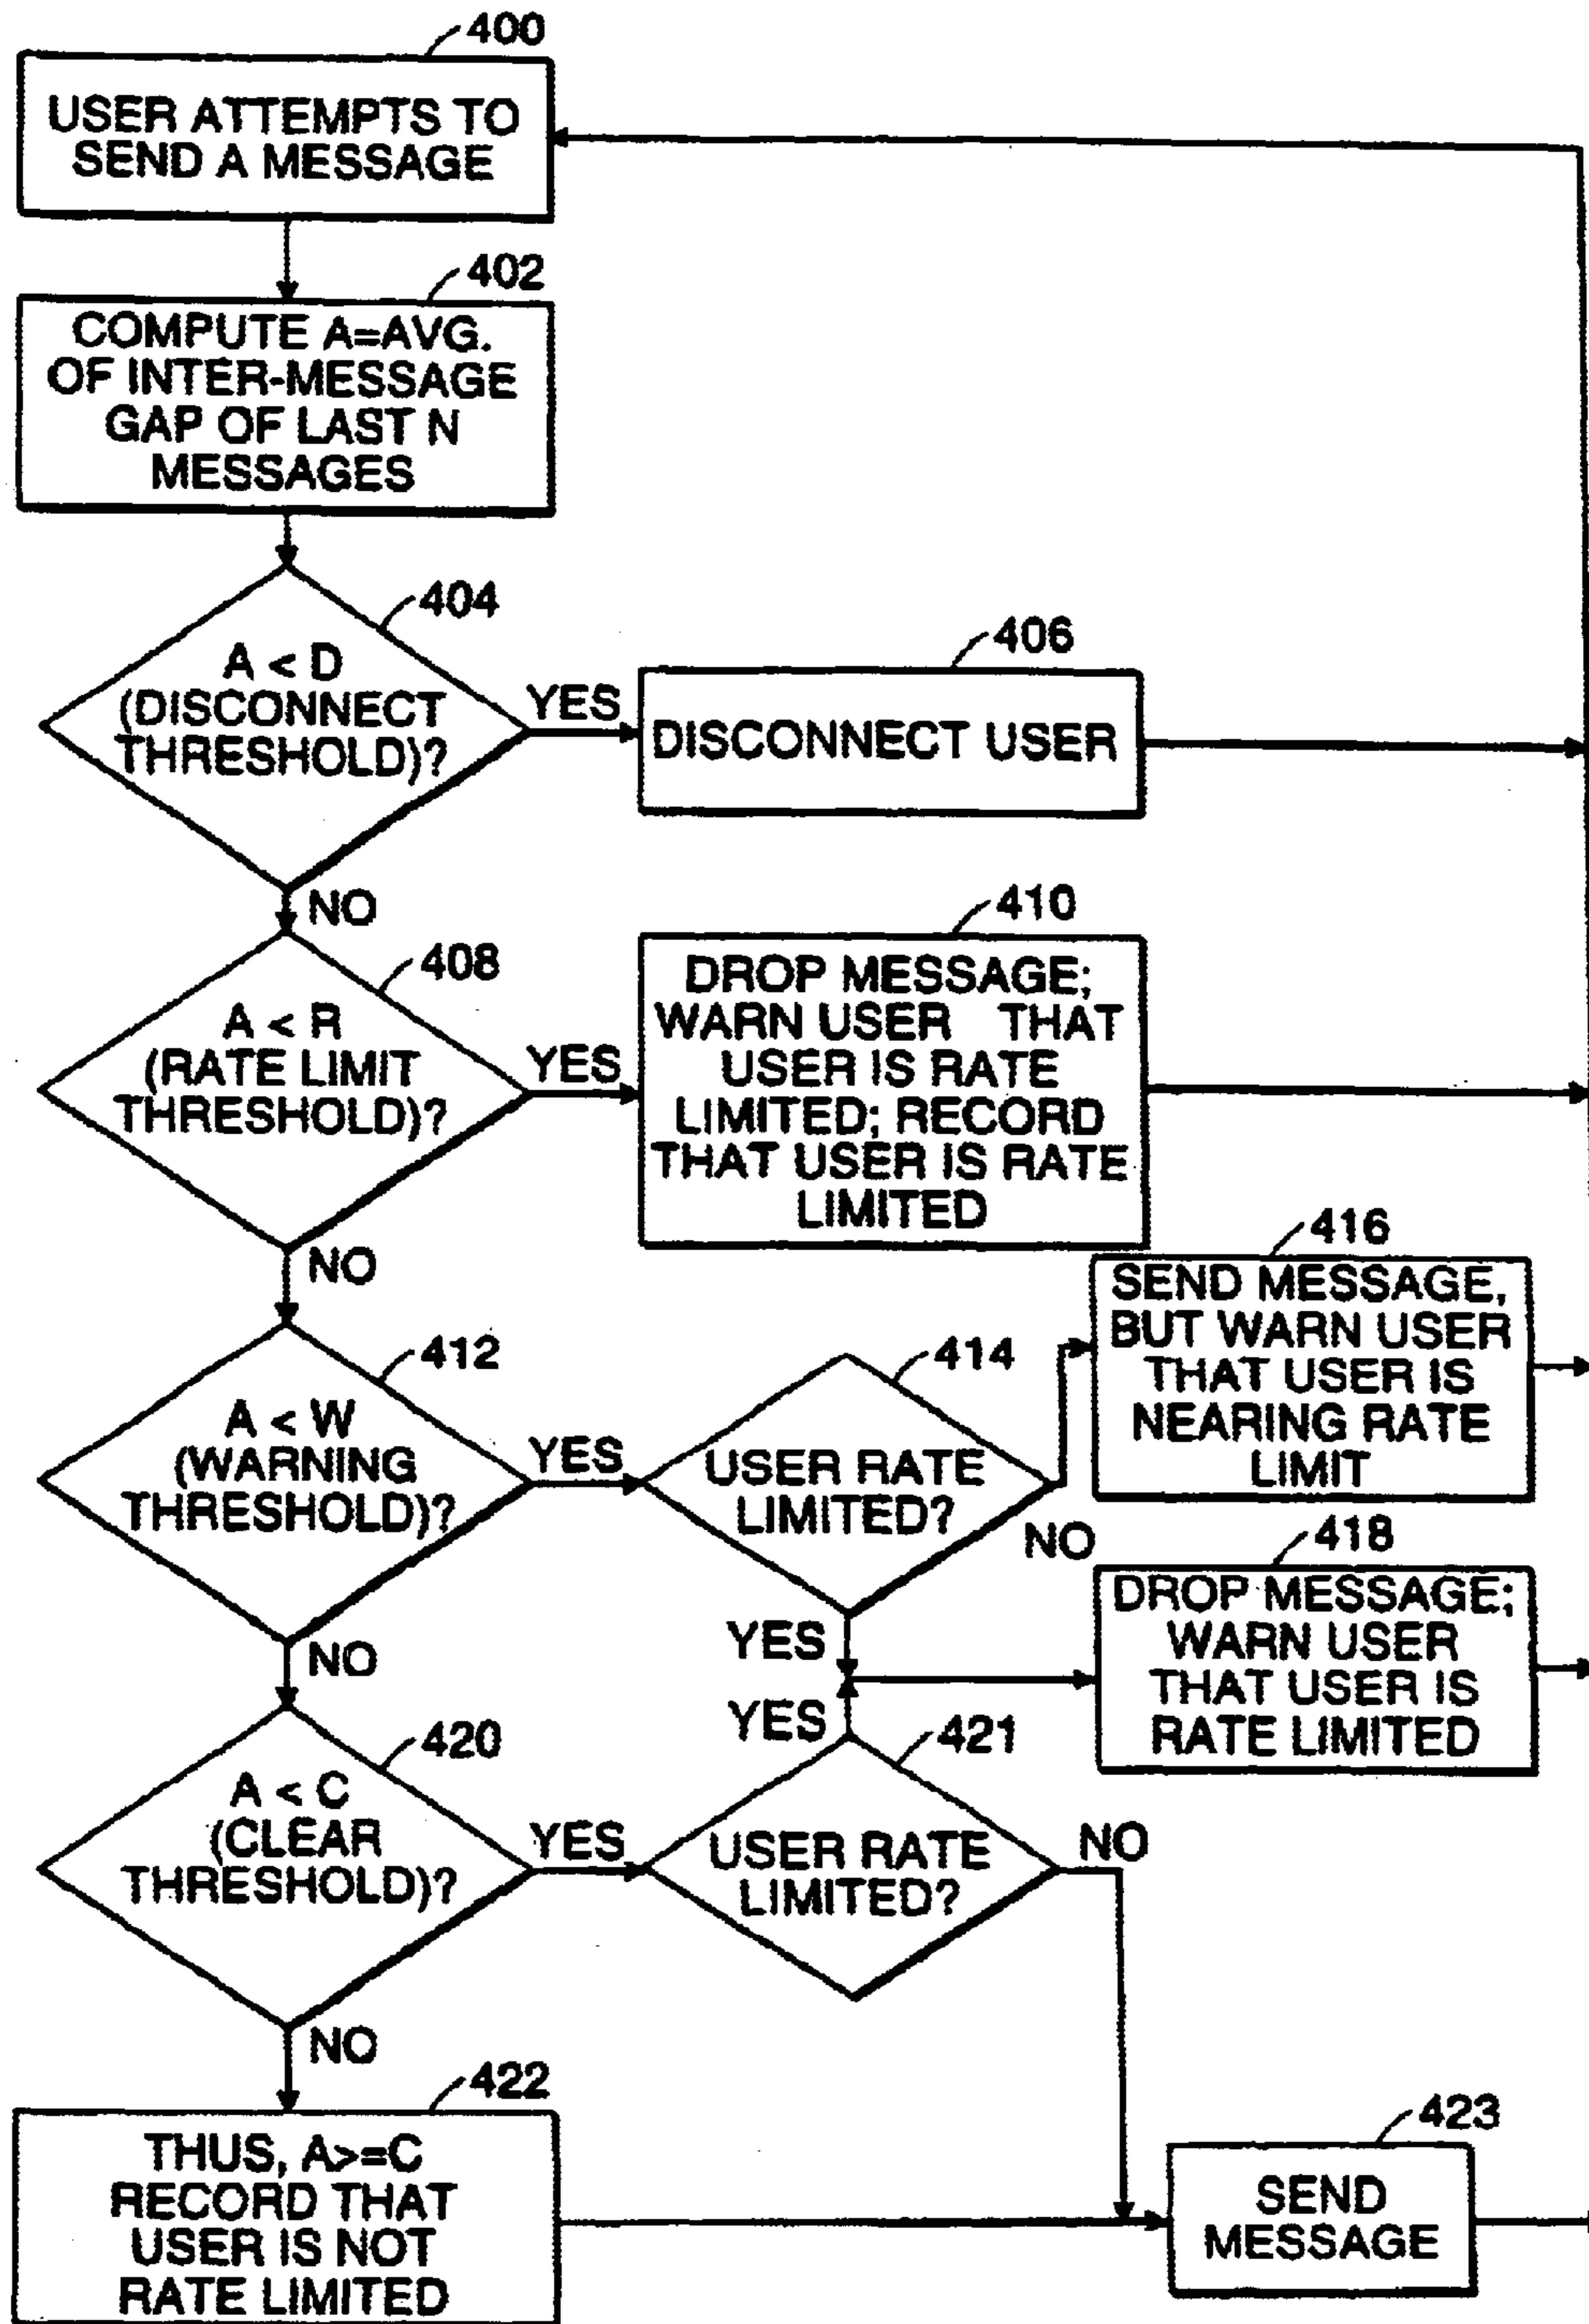 400
USER ATTEMPTS TO
SEND A MESSAGE
402
COMPUTE A=AVG.
OF INTER-MESSAGE
GAP OF LAST N
MESSAGES
404
A < D
(DISCONNECT
THRESHOLD)?
YES
NO
406
DISCONNECT USER
408
A < R
(RATE LIMIT
THRESHOLD)?
YES
NO
410
DROP MESSAGE;
WARN USER THAT
USER IS RATE
LIMITED; RECORD
THAT USER IS RATE
LIMITED
412
A < W
(WARNING
THRESHOLD)?
YES
NO
414
USER RATE
LIMITED?
NO
YES
416
SEND MESSAGE,
BUT WARN USER
THAT USER IS
NEARING RATE
LIMIT
418
DROP MESSAGE;
WARN USER
THAT USER IS
RATE LIMITED
420
A < C
(CLEAR
THRESHOLD)?
YES
NO
421
YES
USER RATE
LIMITED?
NO
422
THUS, A>=C
RECORD THAT
USER IS NOT
RATE LIMITED
423
SEND
MESSAGE